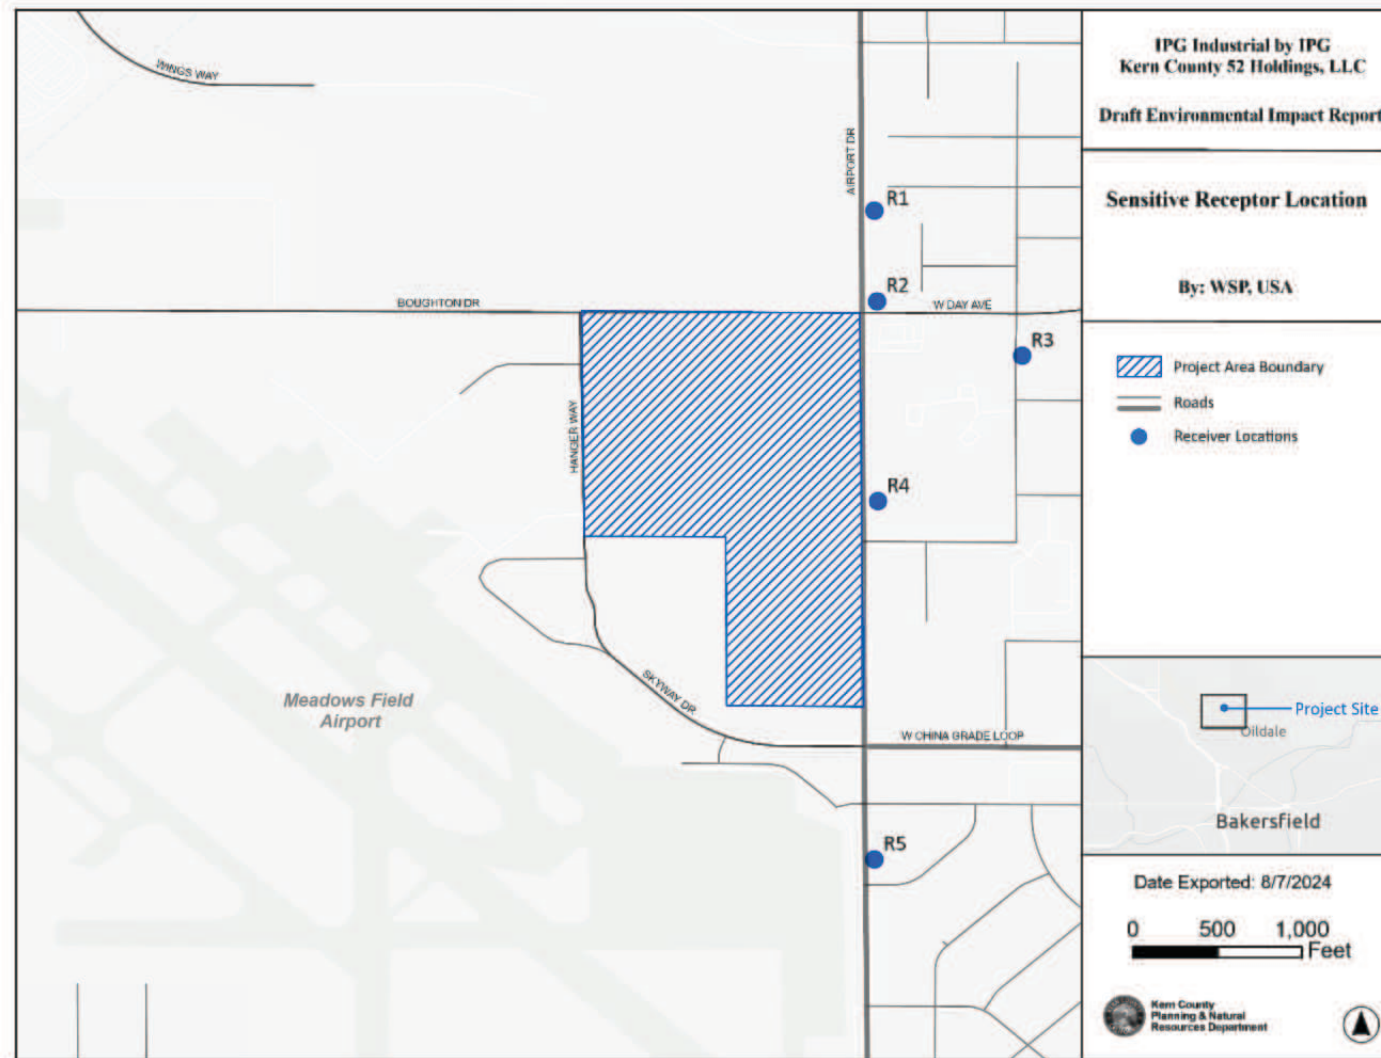 WINGS WAY
AIRPORT DR
R1
R2
BOUGHTON DR
W DAY AVE
R3
HANGER WAY
R4
Meadows Field
Airport
SKYWAY DR
W CHINA GRADE LOOP
R5
IPG Industrial by IPG
Kern County 52 Holdings, LLC
Draft Environmental Impact Report
Sensitive Receptor Location
By: WSP, USA
Project Area Boundary
Roads
Receiver Locations
Project Site
Oildale
Bakersfield
Date Exported: 8/7/2024
0 500 1,000
Feet
Kern County
Planning & Natural
Resources Department